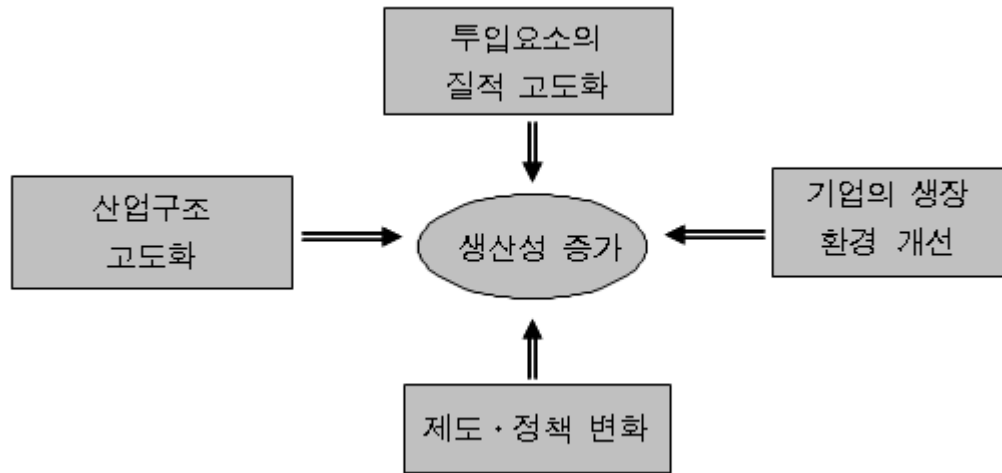 투입요소의
질적 고도화
산업구조
고도화
생산성 증가
기업의 생장
환경 개선
제도·정책 변화